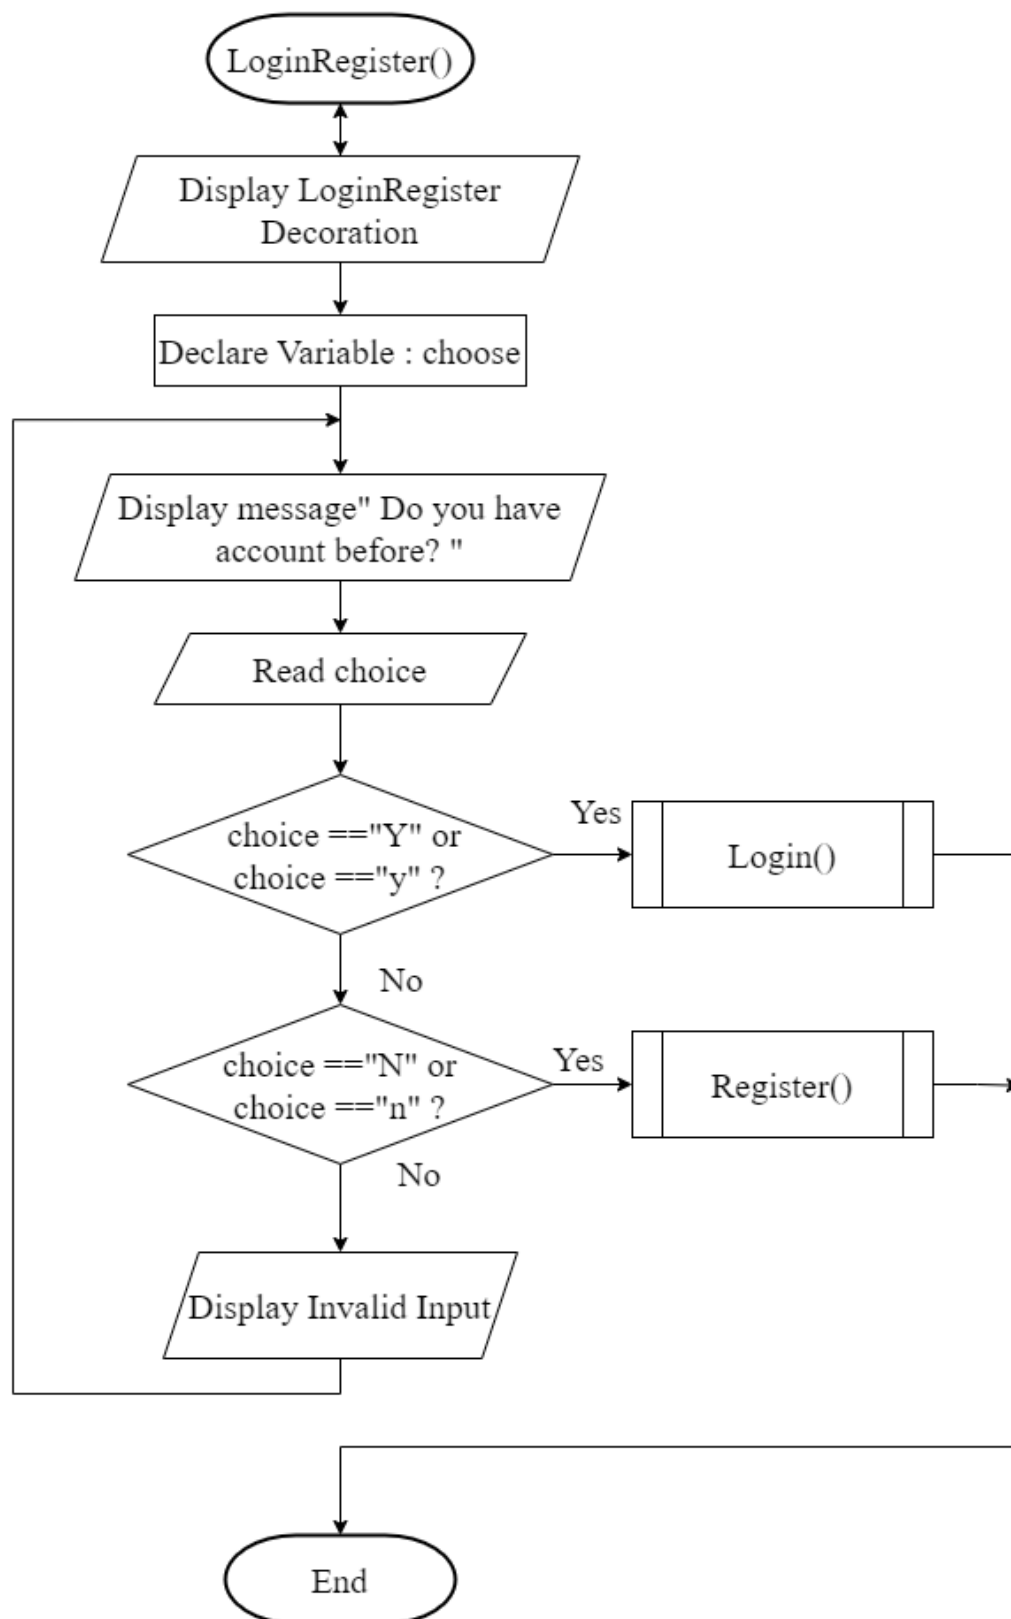 LoginRegister()
Display LoginRegister
Decoration
Declare Variable : choose
Display message" Do you have
account before? "
Read choice
choice =="Y" or
choice =="y" ?
Yes
Login()
No
choice =="N" or
choice =="n" ?
Yes
Register()
No
Display Invalid Input
End